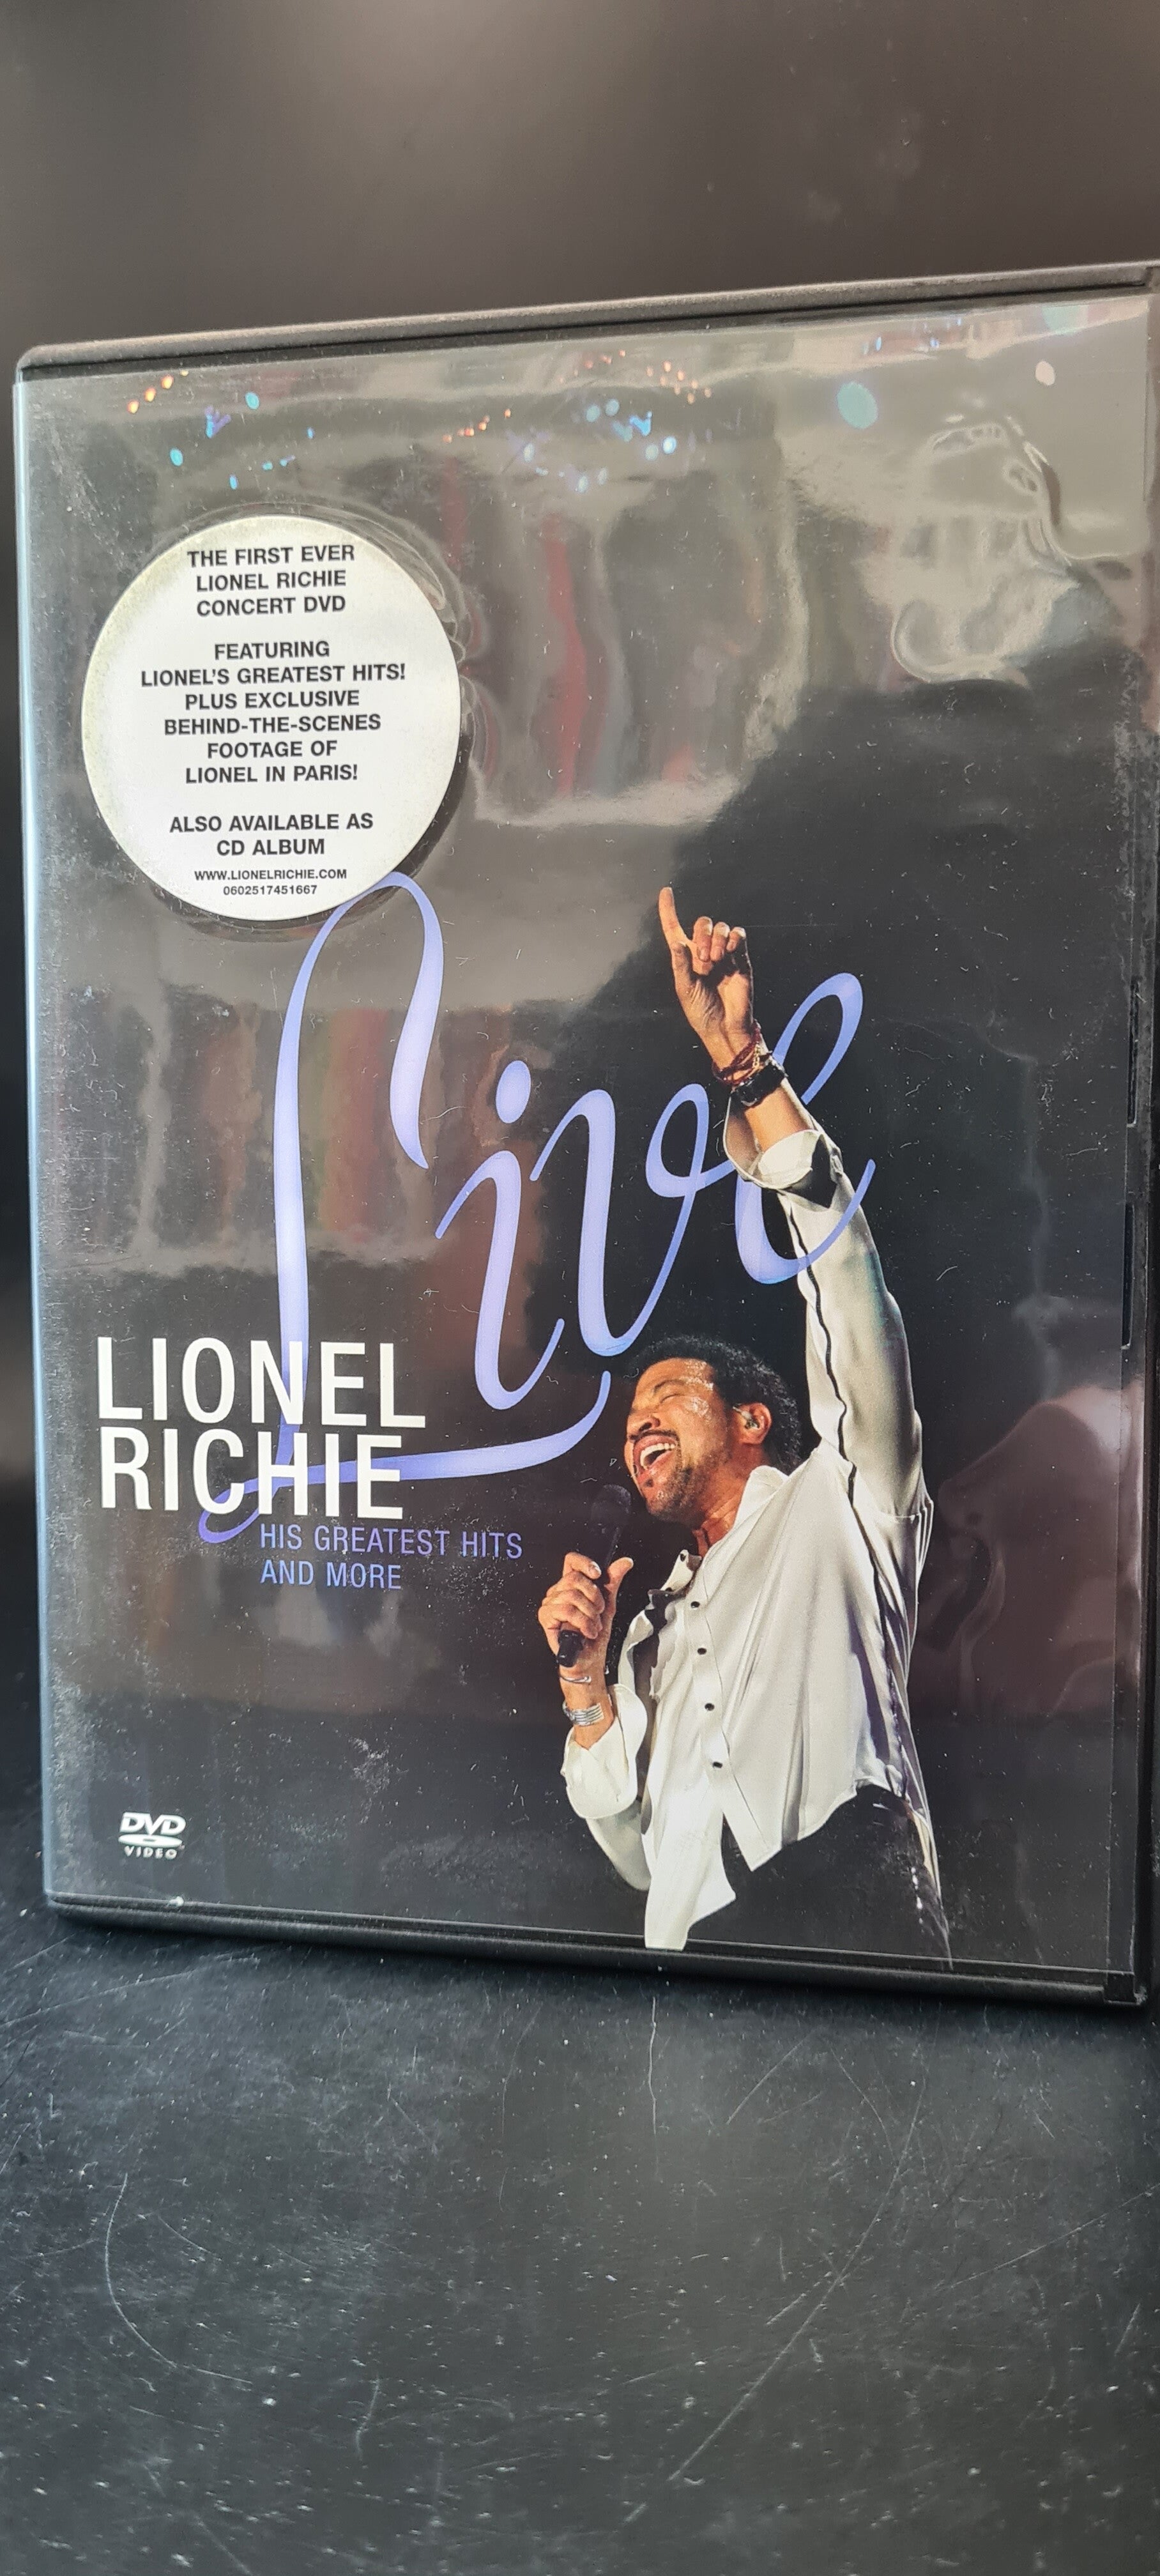 THE FIRST EVER
LIONEL RICHIE
CONCERT DVD
FEATURING
LIONEL'S GREATEST HITS!
PLUS EXCLUSIVE
BEHIND-THE-SCENES
FOOTAGE OF
LIONEL IN PARIS!
ALSO AVAILABLE AS
CD ALBUM
WWW.LIONELRICHIE.COM
0602517451667
Live
LIONEL
RICHIE
HIS GREATEST HITS
AND MORE
DVD
VIDEO